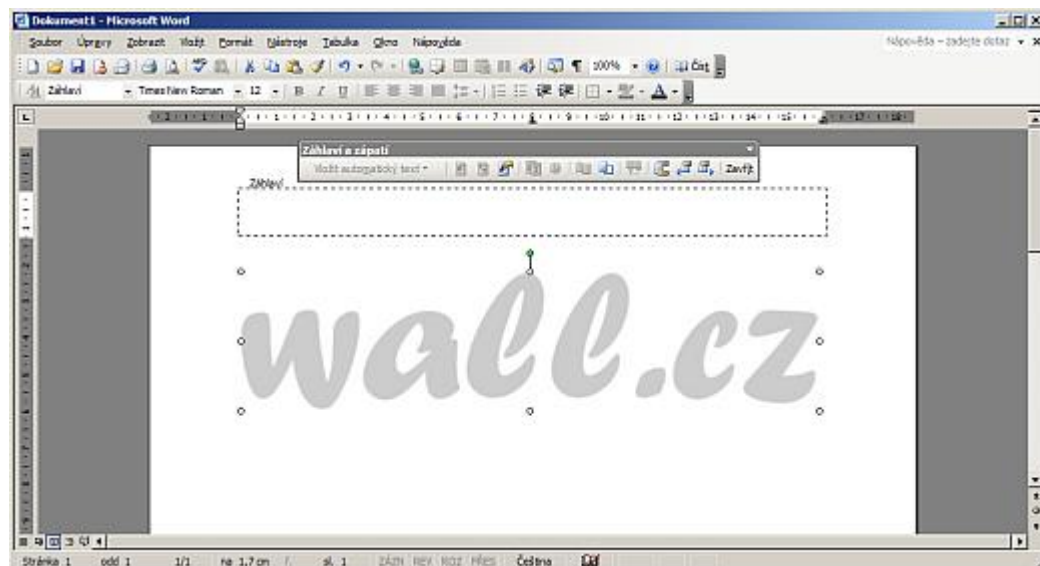 Dokument1 - Microsoft Word
Soubor Úpravy Zobrazit Vložit Formát Nástroje Tabulka Okno Nápověda Nápověda – zadejte dotaz
100% Číst
Záhlaví Times New Roman 12 B I U A
Záhlaví a zápatí
Vložit automatický text Zavřít
Záhlaví
wall.cz
Stránka 1 odd 1 1/1 na 1,7 cm ř. sl. 1 ZÁZN REV ROZ PŘES Čeština